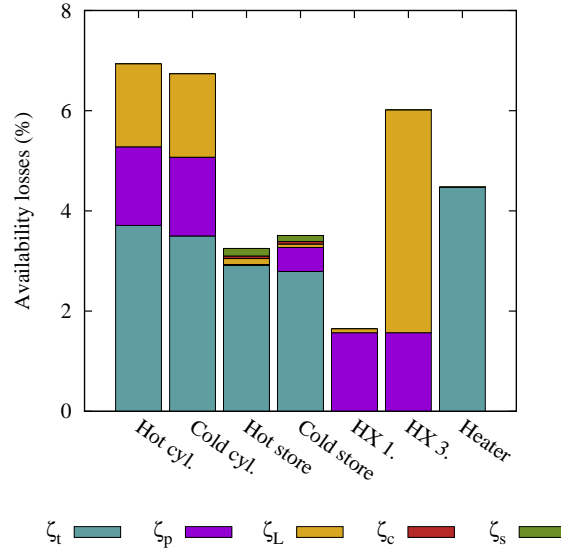 Availability losses (%)
8
6
4
2
0
Hot cyl.
Cold cyl.
Hot store
Cold store
HX 1.
HX 3.
Heater
ζt ζp ζL ζc ζs